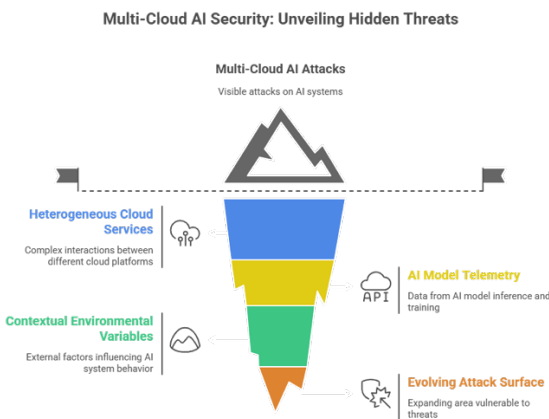 Multi-Cloud AI Security: Unveiling Hidden Threats
Multi-Cloud AI Attacks
Visible attacks on AI systems
Heterogeneous Cloud
Services
Complex interactions between
different cloud platforms
API
AI Model Telemetry
Data from AI model inference and
training
Contextual Environmental
Variables
External factors influencing AI
system behavior
Evolving Attack Surface
Expanding area vulnerable to
threats